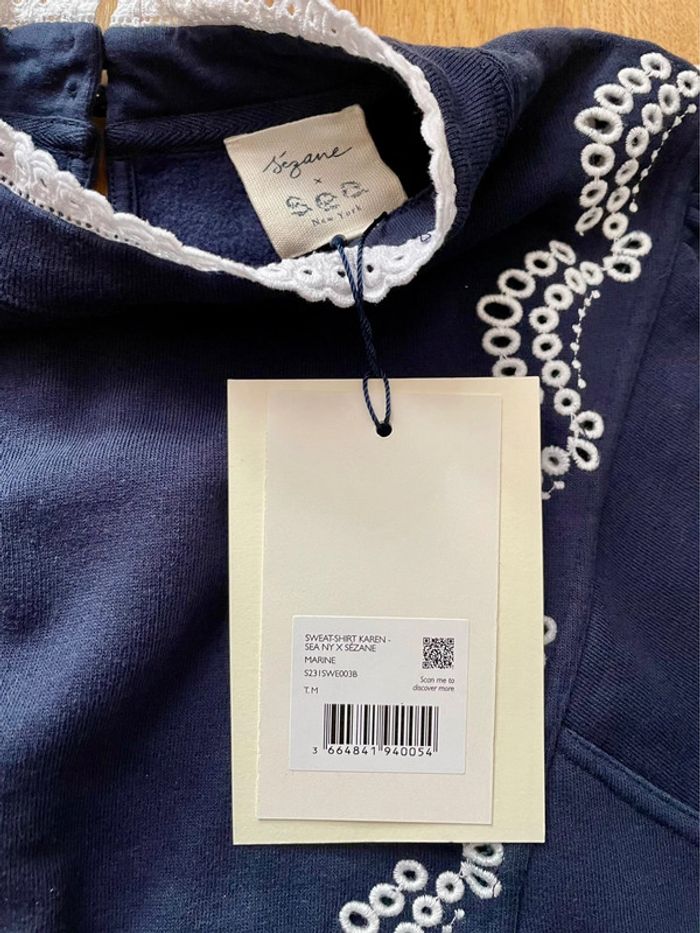 Sézane
x
Sea
New York
SWEAT-SHIRT KAREN -
SEA NY X SÉZANE
MARINE
S231SWE003B
T. M
Scan me to
discover more
3 664841 940054